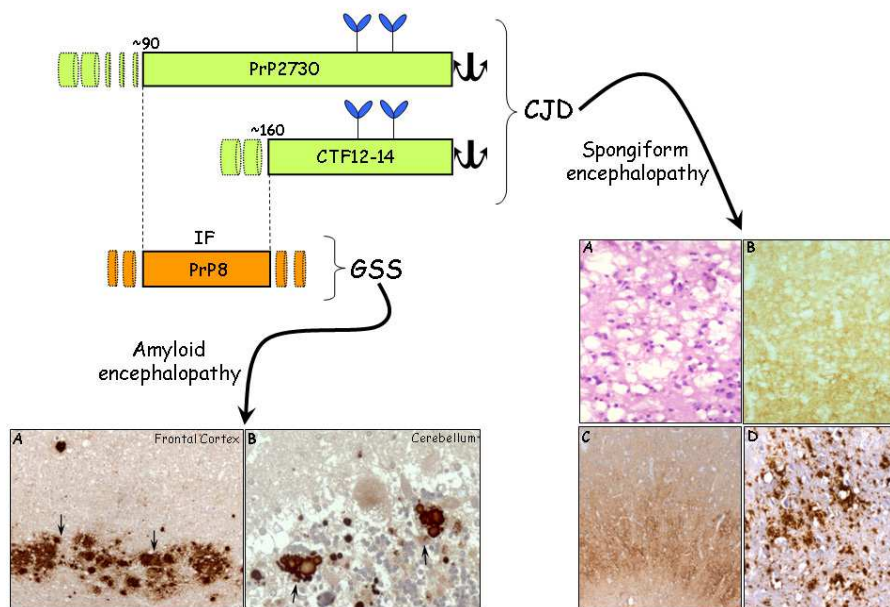 ~90
PrP2730
~160
CTF12-14
CJD
Spongiform
encephalopathy
IF
PrP8
GSS
Amyloid
encephalopathy
A
B
C
D
A
Frontal Cortex
B
Cerebellum